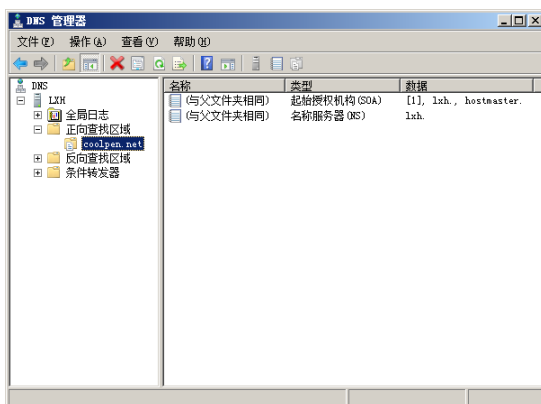 DNS 管理器
文件(F) 操作(A) 查看(V) 帮助(H)
DNS
LXH
全局日志
正向查找区域
coolpen.net
反向查找区域
条件转发器
名称 类型 数据
(与父文件夹相同) 起始授权机构(SOA) [1], lxh., hostmaster.
(与父文件夹相同) 名称服务器(NS) lxh.